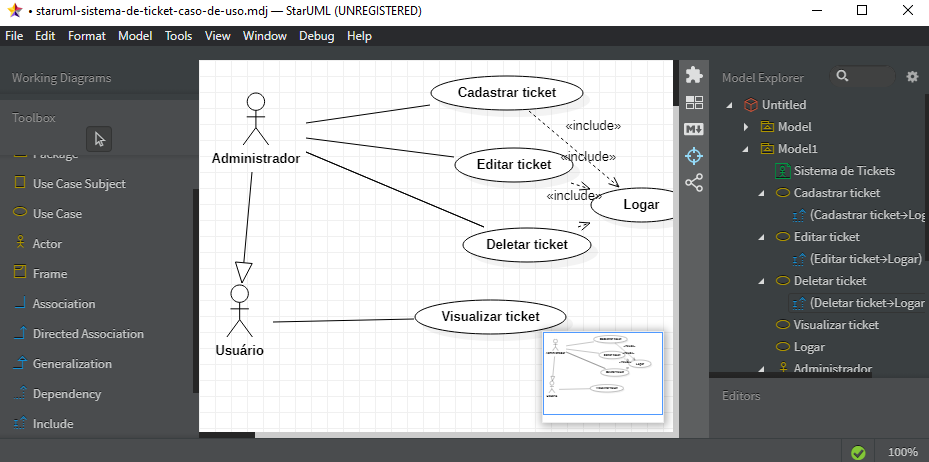 • staruml-sistema-de-ticket-caso-de-uso.mdj — StarUML (UNREGISTERED)
File Edit Format Model Tools View Window Debug Help
Working Diagrams
Toolbox
Package
Use Case Subject
Use Case
Actor
Frame
Association
Directed Association
Generalization
Dependency
Include
Cadastrar ticket
«include»
Administrador
Editar ticket
«include»
«include»
Logar
Deletar ticket
Visualizar ticket
Usuário
Model Explorer
Untitled
Model
Model1
Sistema de Tickets
Cadastrar ticket
(Cadastrar ticket→Log
Editar ticket
(Editar ticket→Logar)
Deletar ticket
(Deletar ticket→Logar
Visualizar ticket
Logar
Administrador
Editors
100%